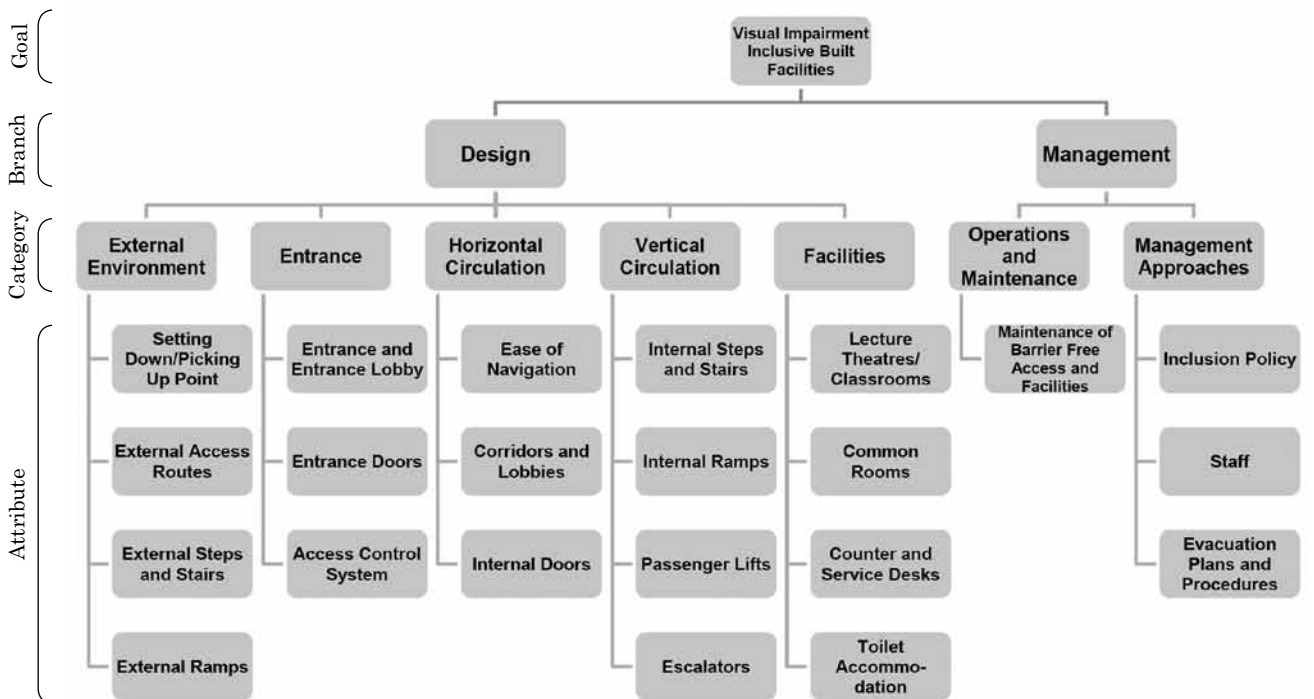 Goal
Visual Impairment
Inclusive Built
Facilities
Branch
Design
Management
Category
External
Environment
Entrance
Horizontal
Circulation
Vertical
Circulation
Facilities
Operations
and
Maintenance
Management
Approaches
Attribute
Setting
Down/Picking
Up Point
External Access
Routes
External Steps
and Stairs
External Ramps
Entrance and
Entrance Lobby
Entrance Doors
Access Control
System
Ease of
Navigation
Corridors and
Lobbies
Internal Doors
Internal Steps
and Stairs
Internal Ramps
Passenger Lifts
Escalators
Lecture
Theatres/
Classrooms
Common
Rooms
Counter and
Service Desks
Toilet
Accommo-
dation
Maintenance of
Barrier Free
Access and
Facilities
Inclusion Policy
Staff
Evacuation
Plans and
Procedures